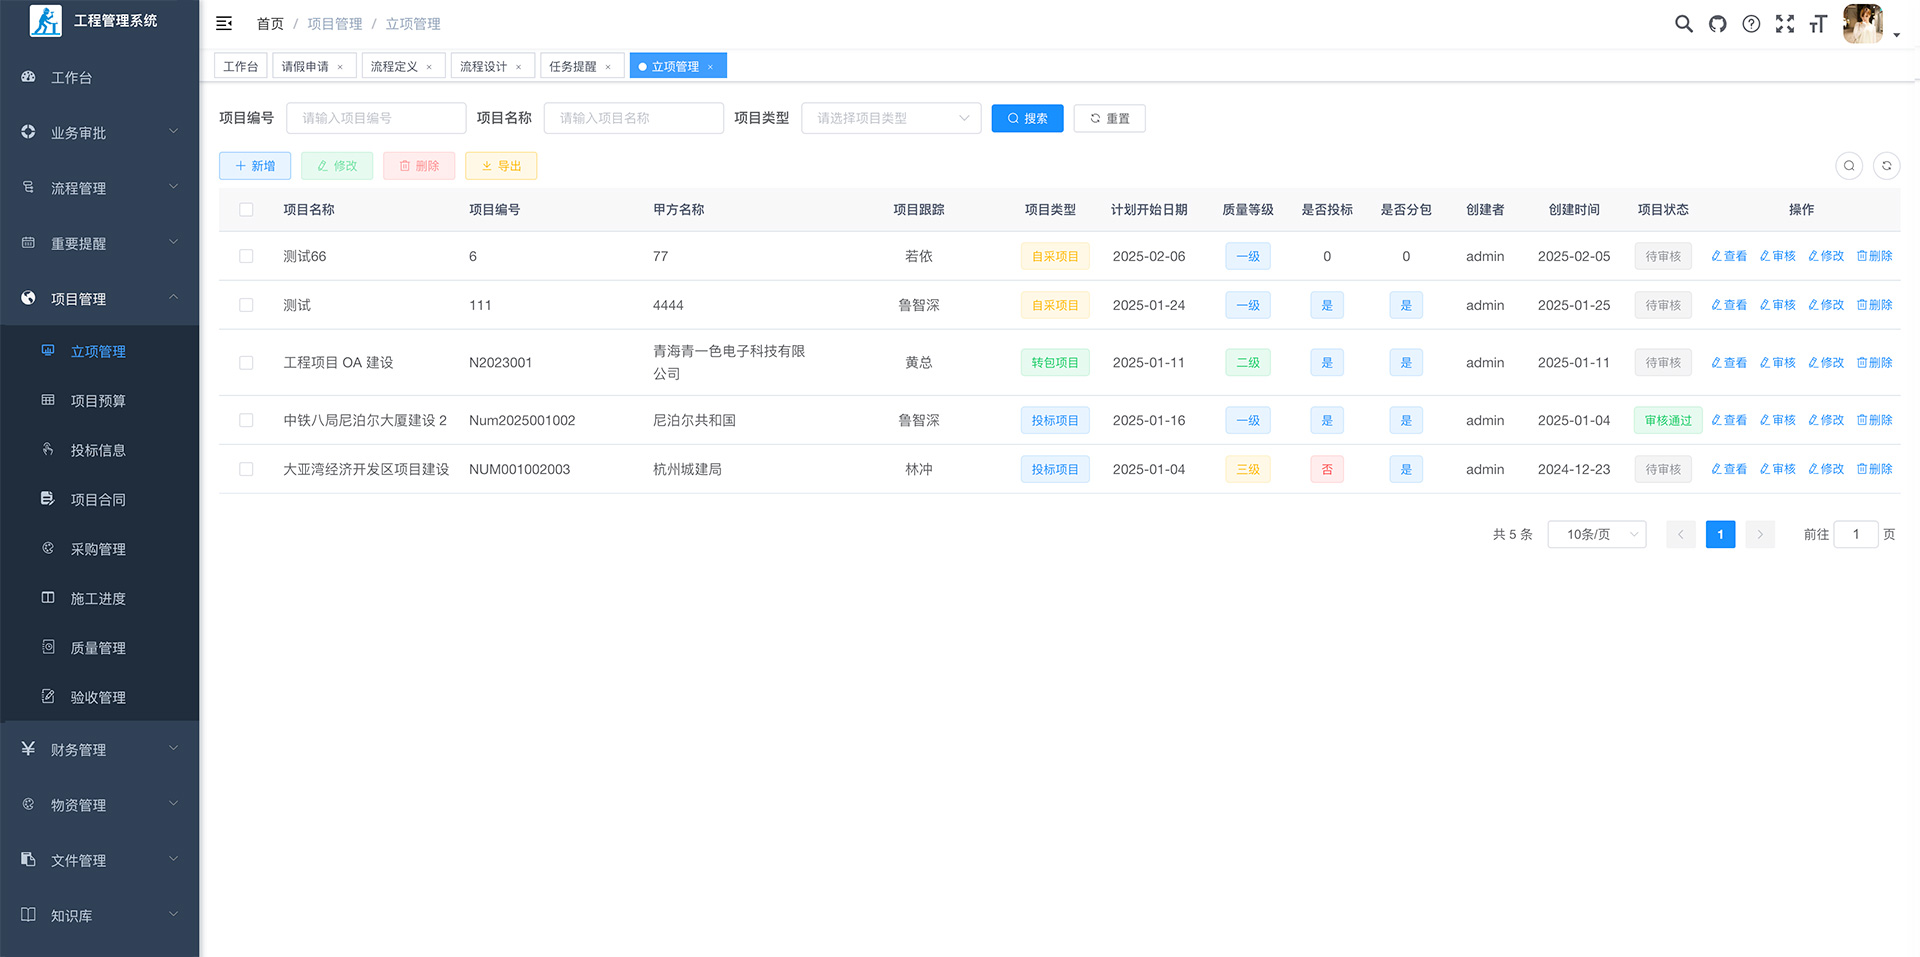 工程管理系统
首页 / 项目管理 / 立项管理
工作台
请假申请 ×
流程定义 ×
流程设计 ×
任务提醒 ×
立项管理 ×
工作台
业务审批
流程管理
重要提醒
项目管理
立项管理
项目预算
投标信息
项目合同
采购管理
施工进度
质量管理
验收管理
财务管理
物资管理
文件管理
知识库
项目编号 请输入项目编号 项目名称 请输入项目名称 项目类型 请选择项目类型 搜索 重置
新增 修改 删除 导出
项目名称 项目编号 甲方名称 项目跟踪 项目类型 计划开始日期 质量等级 是否投标 是否分包 创建者 创建时间 项目状态 操作
测试66 6 77 若依 自采项目 2025-02-06 一级 0 0 admin 2025-02-05 待审核 查看 审核 修改 删除
测试 111 4444 鲁智深 自采项目 2025-01-24 一级 是 是 admin 2025-01-25 待审核 查看 审核 修改 删除
工程项目 OA 建设 N2023001 青海青一色电子科技有限
公司 黄总 转包项目 2025-01-11 二级 是 是 admin 2025-01-11 待审核 查看 审核 修改 删除
中铁八局尼泊尔大厦建设 2 Num2025001002 尼泊尔共和国 鲁智深 投标项目 2025-01-16 一级 是 是 admin 2025-01-04 审核通过 查看 审核 修改 删除
大亚湾经济开发区项目建设 NUM001002003 杭州城建局 林冲 投标项目 2025-01-04 三级 否 是 admin 2024-12-23 待审核 查看 审核 修改 删除
共 5 条 10条/页 1 前往 1 页